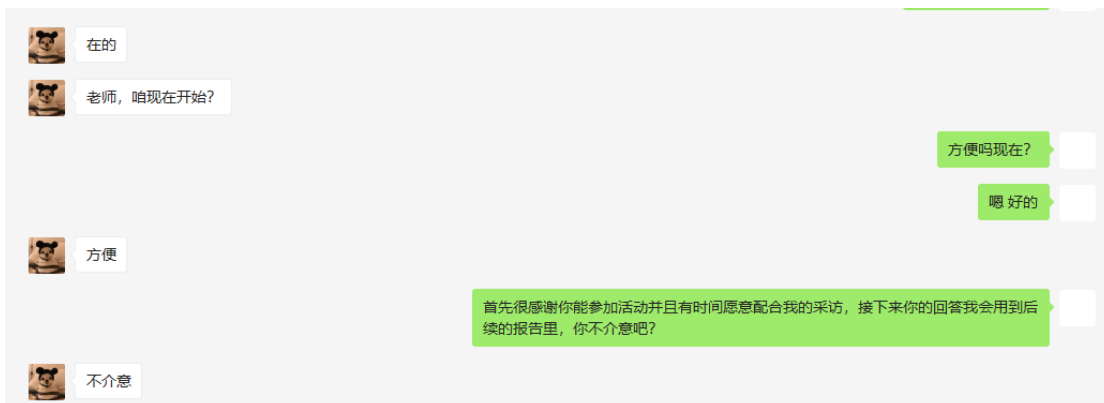 在的
老师，咱现在开始？
方便吗现在？
嗯 好的
方便
首先很感谢你能参加活动并且有时间愿意配合我的采访，接下来你的回答我会用到后
续的报告里，你不介意吧？
不介意